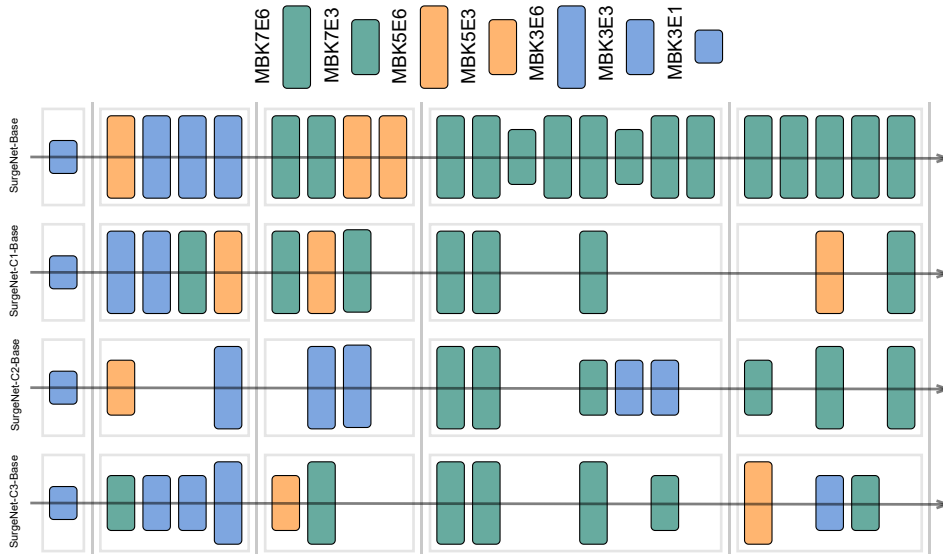 MBK7E6
MBK7E3
MBK5E6
MBK5E3
MBK3E6
MBK3E3
MBK3E1
SurgeNet-Base
SurgeNet-C1-Base
SurgeNet-C2-Base
SurgeNet-C3-Base